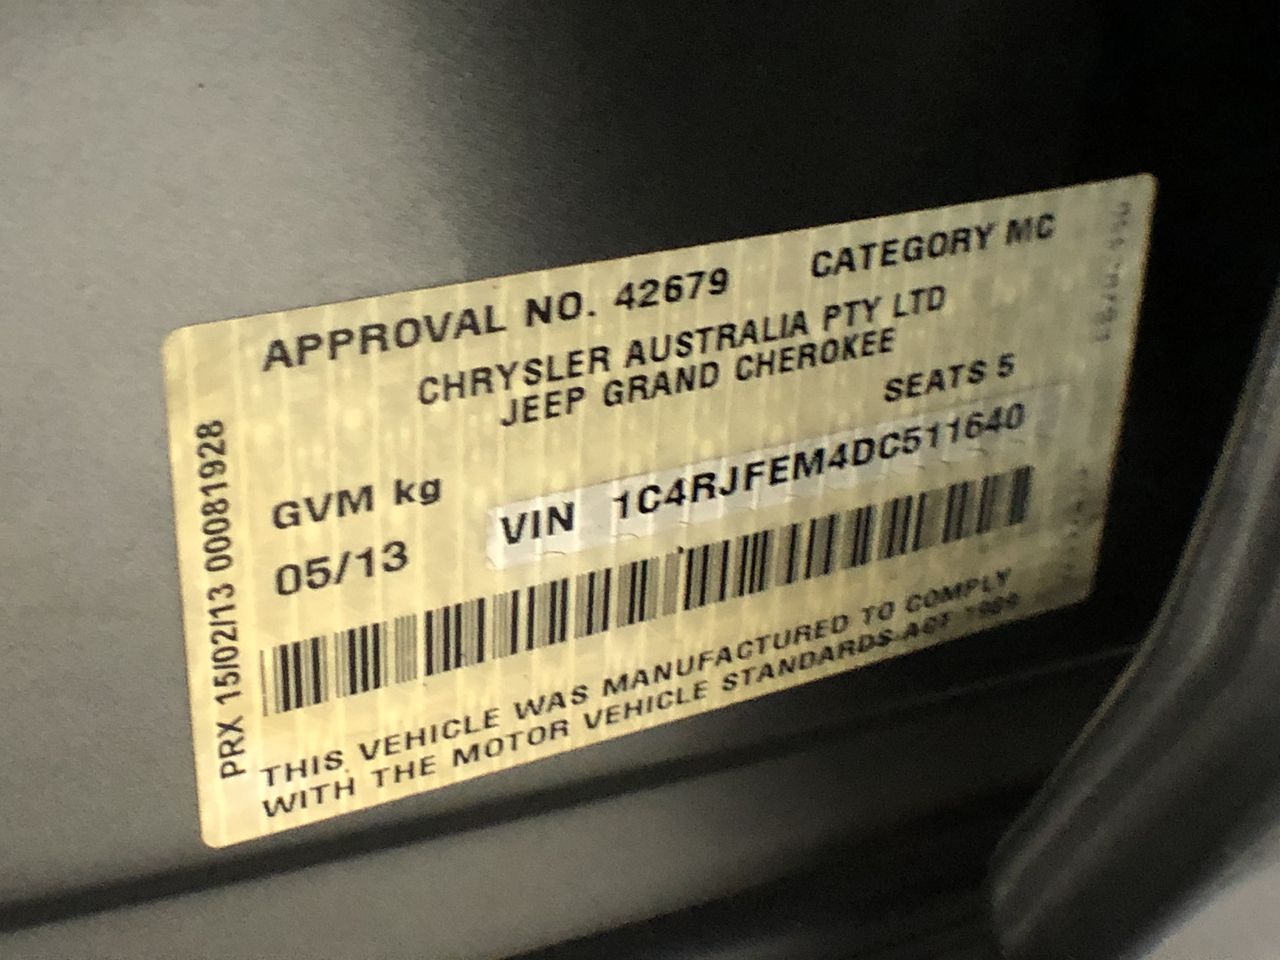 APPROVAL NO. 42679 CATEGORY MC
CHRYSLER AUSTRALIA PTY LTD
JEEP GRAND CHEROKEE
SEATS 5
GVM kg VIN 1C4RJFEM4DC511640
05/13
THIS VEHICLE WAS MANUFACTURED TO COMPLY
WITH THE MOTOR VEHICLE STANDARDS ACT 1989
PRX 15/02/13 00081928